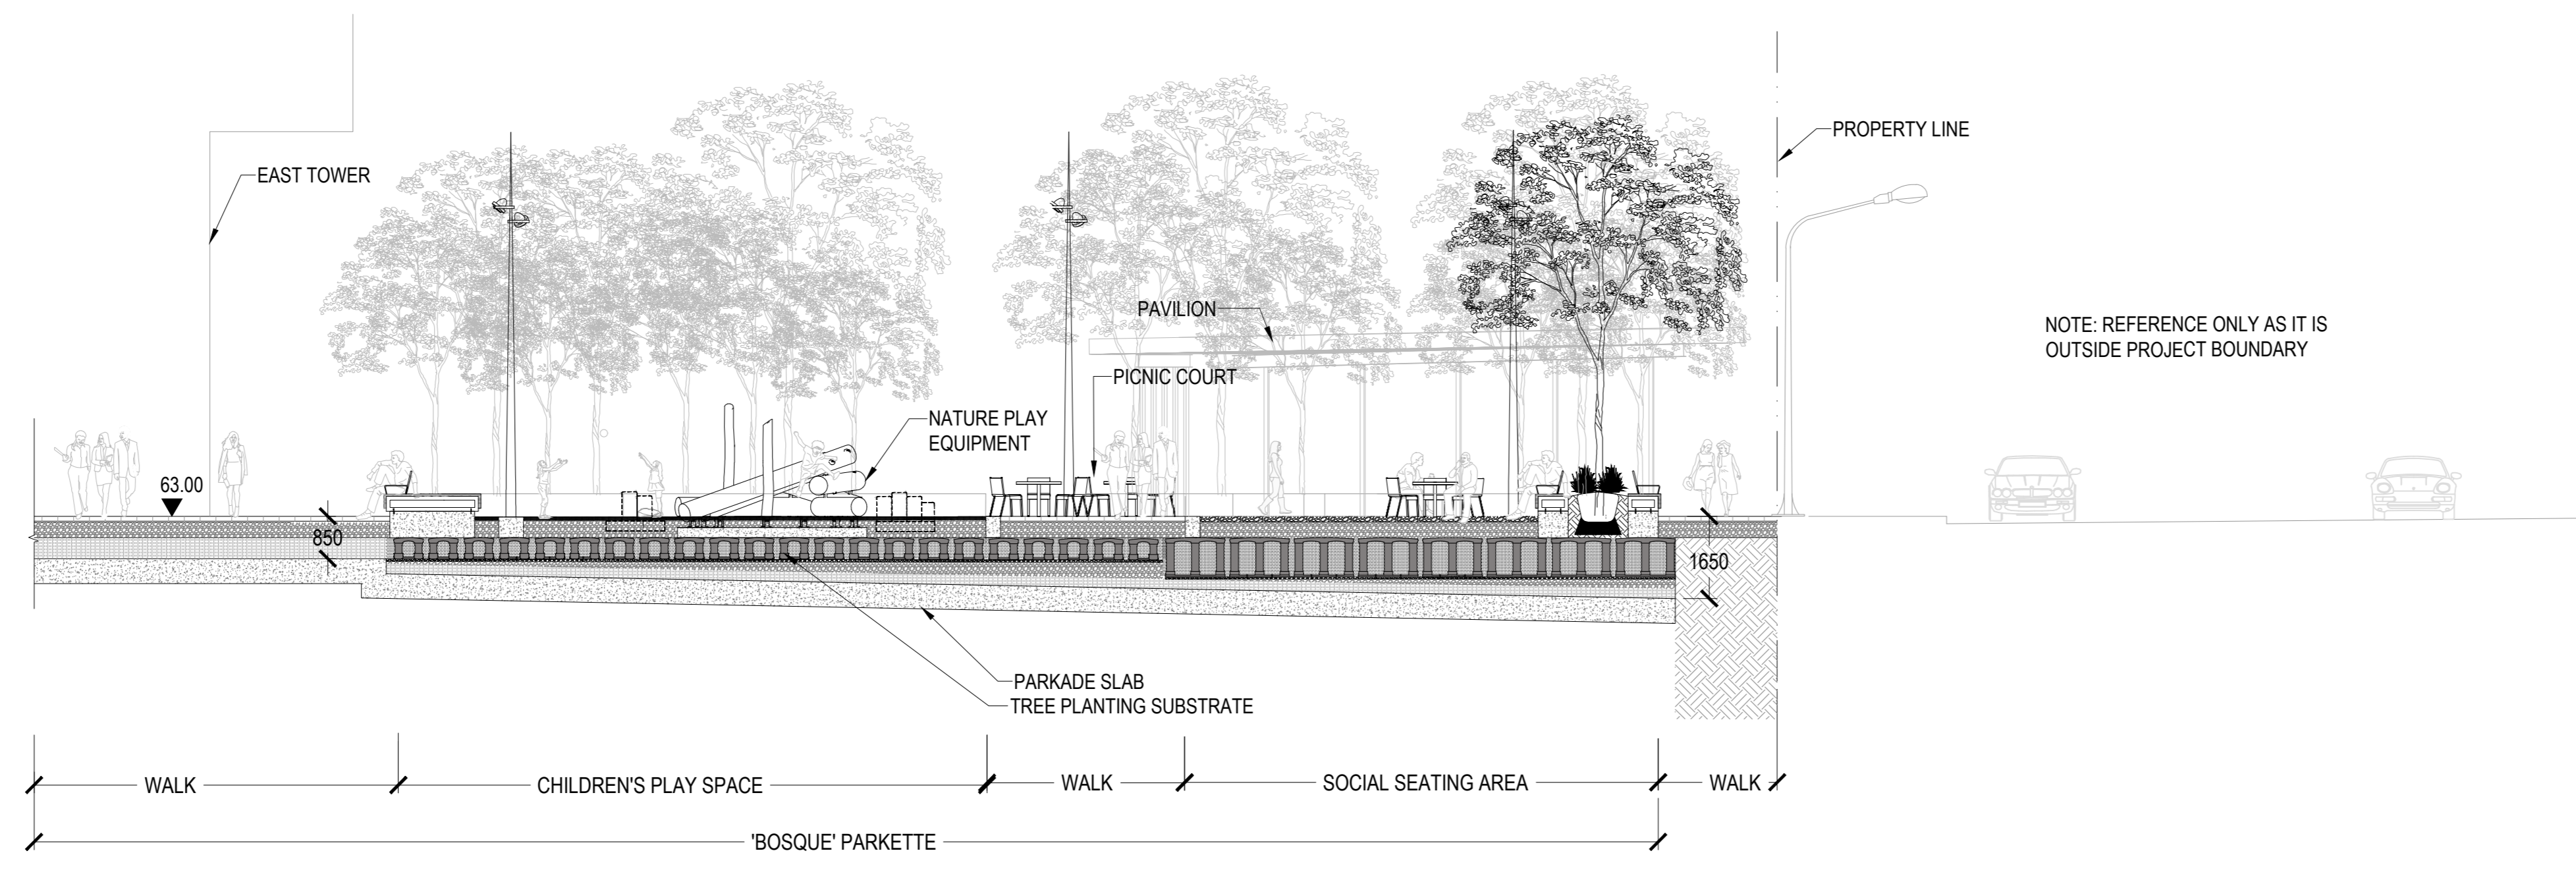 PROPERTY LINE
EAST TOWER
PAVILION
NOTE: REFERENCE ONLY AS IT IS
OUTSIDE PROJECT BOUNDARY
PICNIC COURT
NATURE PLAY
EQUIPMENT
63.00
850
1650
PARKADE SLAB
TREE PLANTING SUBSTRATE
WALK
CHILDREN'S PLAY SPACE
WALK
SOCIAL SEATING AREA
WALK
'BOSQUE' PARKETTE